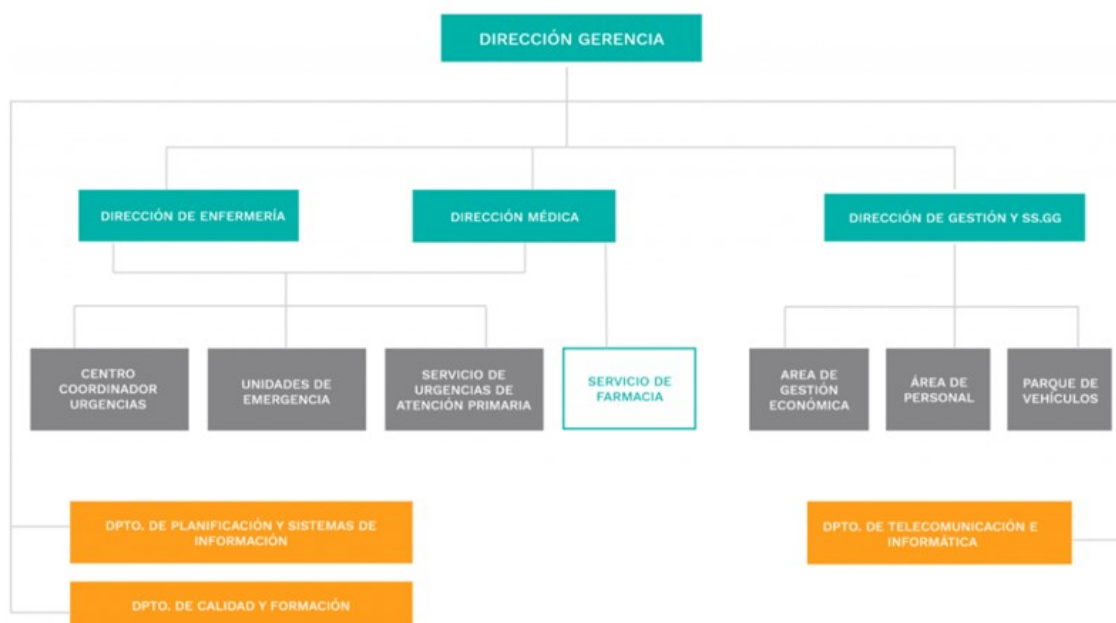 DIRECCIÓN GERENCIA
DIRECCIÓN DE ENFERMERÍA
DIRECCIÓN MÉDICA
DIRECCIÓN DE GESTIÓN Y SS.GG
CENTRO
COORDINADOR
URGENCIAS
UNIDADES DE
EMERGENCIA
SERVICIO DE
URGENCIAS DE
ATENCIÓN PRIMARIA
SERVICIO DE
FARMACIA
AREA DE
GESTIÓN
ECONÓMICA
ÁREA DE
PERSONAL
PARQUE DE
VEHÍCULOS
DPTO. DE PLANIFICACIÓN Y SISTEMAS DE
INFORMACIÓN
DPTO. DE TELECOMUNICACIÓN E
INFORMÁTICA
DPTO. DE CALIDAD Y FORMACIÓN